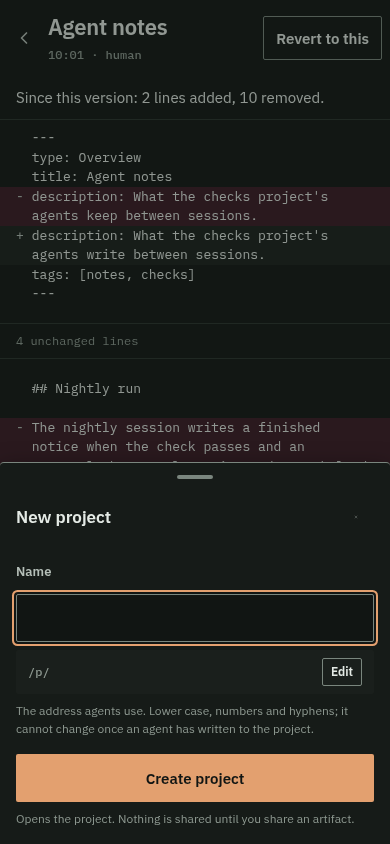 Agent notes
10:01 · human
Revert to this
Since this version: 2 lines added, 10 removed.
---
type: Overview
title: Agent notes
- description: What the checks project's
agents keep between sessions.
+ description: What the checks project's
agents write between sessions.
tags: [notes, checks]
---
4 unchanged lines
## Nightly run
- The nightly session writes a finished
notice when the check passes and an
New project
Name
/p/
Edit
The address agents use. Lower case, numbers and hyphens; it
cannot change once an agent has written to the project.
Create project
Opens the project. Nothing is shared until you share an artifact.